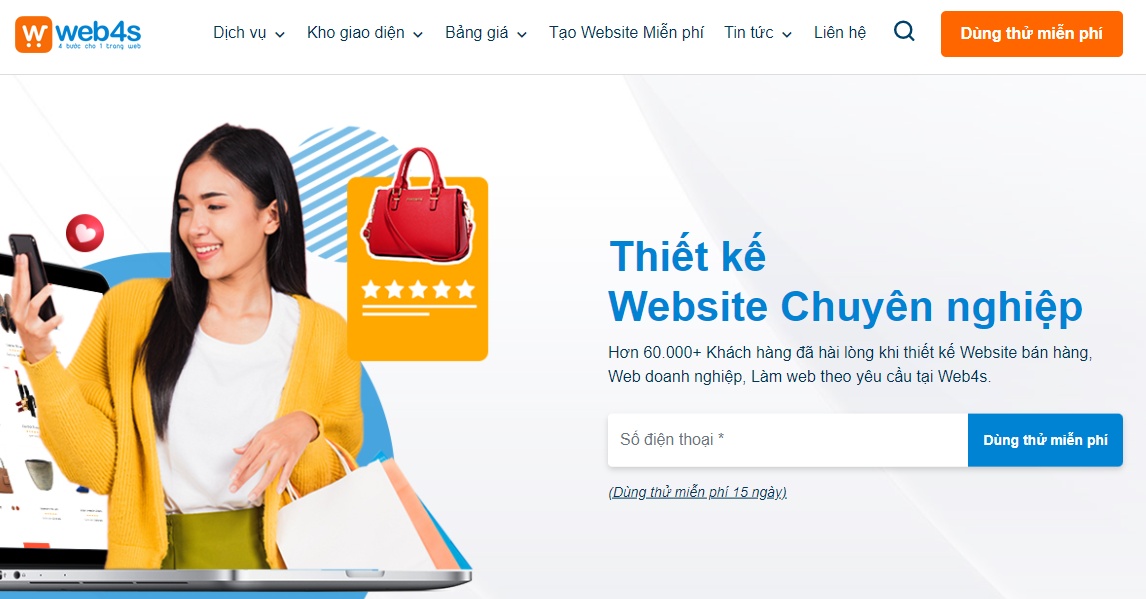 web4s
4 bước cho 1 trang web
Dịch vụ
Kho giao diện
Bảng giá
Tạo Website Miễn phí
Tin tức
Liên hệ
Dùng thử miễn phí
Thiết kế
Website Chuyên nghiệp
Hơn 60.000+ Khách hàng đã hài lòng khi thiết kế Website bán hàng,
Web doanh nghiệp, Làm web theo yêu cầu tại Web4s.
Số điện thoại *
Dùng thử miễn phí
(Dùng thử miễn phí 15 ngày)